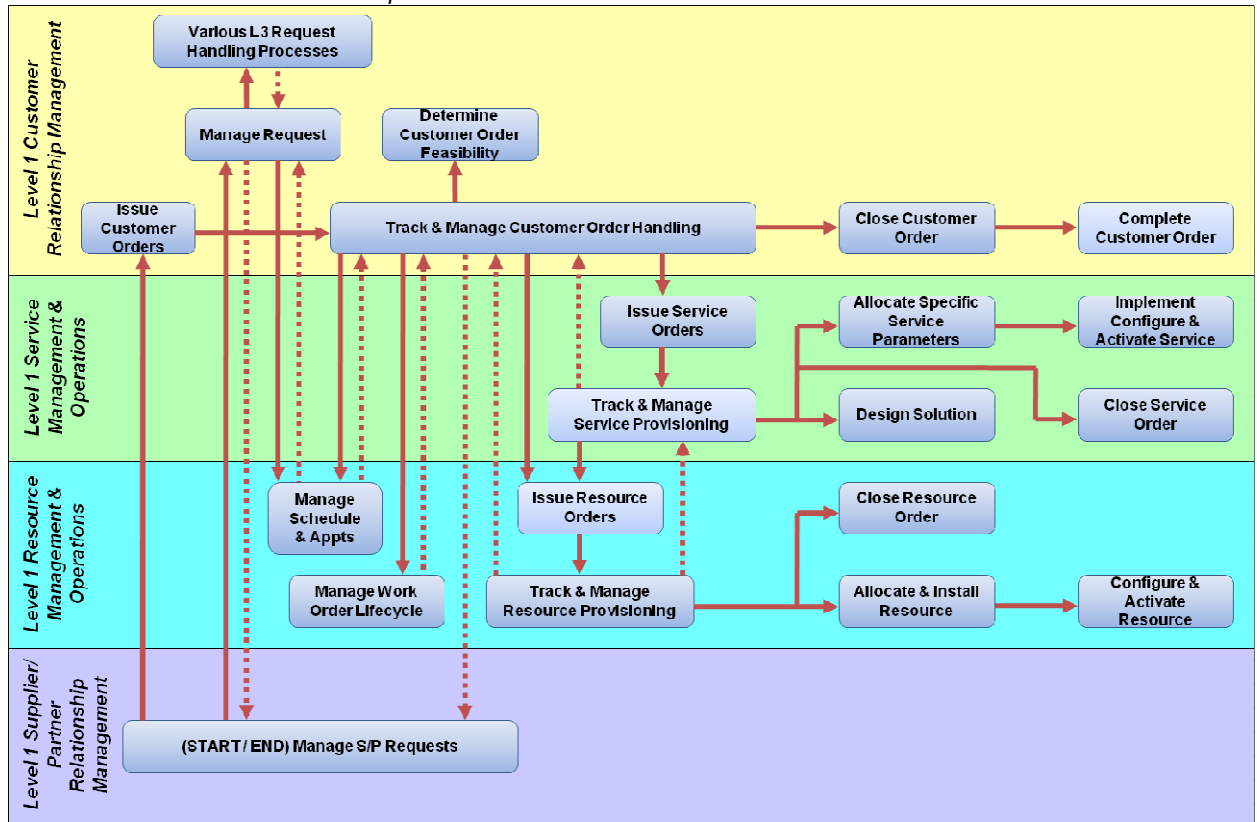 Level 1 Customer
Relationship Management
Various L3 Request
Handling Processes
Manage Request
Determine
Customer Order
Feasibility
Issue
Customer
Orders
Track & Manage Customer Order Handling
Close Customer
Order
Complete
Customer Order
Level 1 Service
Management &
Operations
Issue Service
Orders
Allocate Specific
Service
Parameters
Implement
Configure &
Activate Service
Track & Manage
Service Provisioning
Design Solution
Close Service
Order
Level 1 Resource
Management &
Operations
Manage
Schedule
& Appts
Issue Resource
Orders
Close Resource
Order
Manage Work
Order Lifecycle
Track & Manage
Resource Provisioning
Allocate & Install
Resource
Configure &
Activate
Resource
Level 1 Supplier/
Partner
Relationship
Management
(START / END) Manage S/P Requests